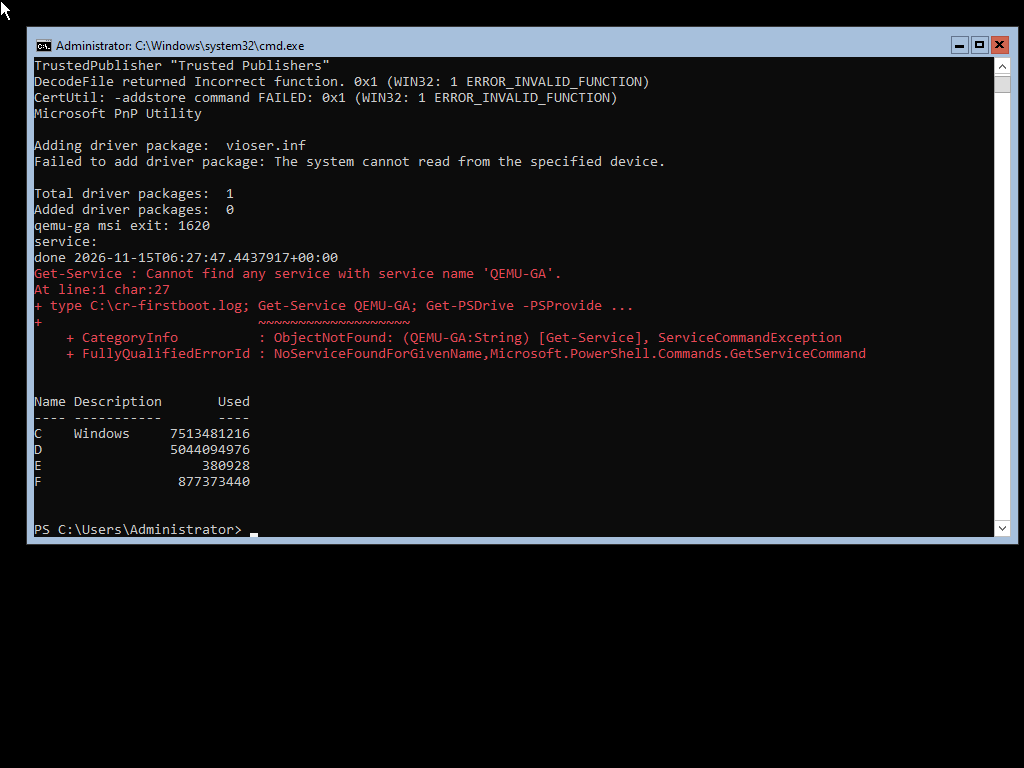 Administrator: C:\Windows\system32\cmd.exe
TrustedPublisher "Trusted Publishers"
DecodeFile returned Incorrect function. 0x1 (WIN32: 1 ERROR_INVALID_FUNCTION)
CertUtil: -addstore command FAILED: 0x1 (WIN32: 1 ERROR_INVALID_FUNCTION)
Microsoft PnP Utility

Adding driver package:  vioser.inf
Failed to add driver package: The system cannot read from the specified device.

Total driver packages:  1
Added driver packages:  0
qemu-ga msi exit: 1620
service:
done 2026-11-15T06:27:47.4437917+00:00
Get-Service : Cannot find any service with service name 'QEMU-GA'.
At line:1 char:27
+ type C:\cr-firstboot.log; Get-Service QEMU-GA; Get-PSDrive -PSProvide ...
+                           ~~~~~~~~~~~~~~~~~~~
    + CategoryInfo          : ObjectNotFound: (QEMU-GA:String) [Get-Service], ServiceCommandException
    + FullyQualifiedErrorId : NoServiceFoundForGivenName,Microsoft.PowerShell.Commands.GetServiceCommand

Name Description       Used
---- -----------       ----
C    Windows     7513481216
D                5044094976
E                    380928
F                 877373440

PS C:\Users\Administrator>